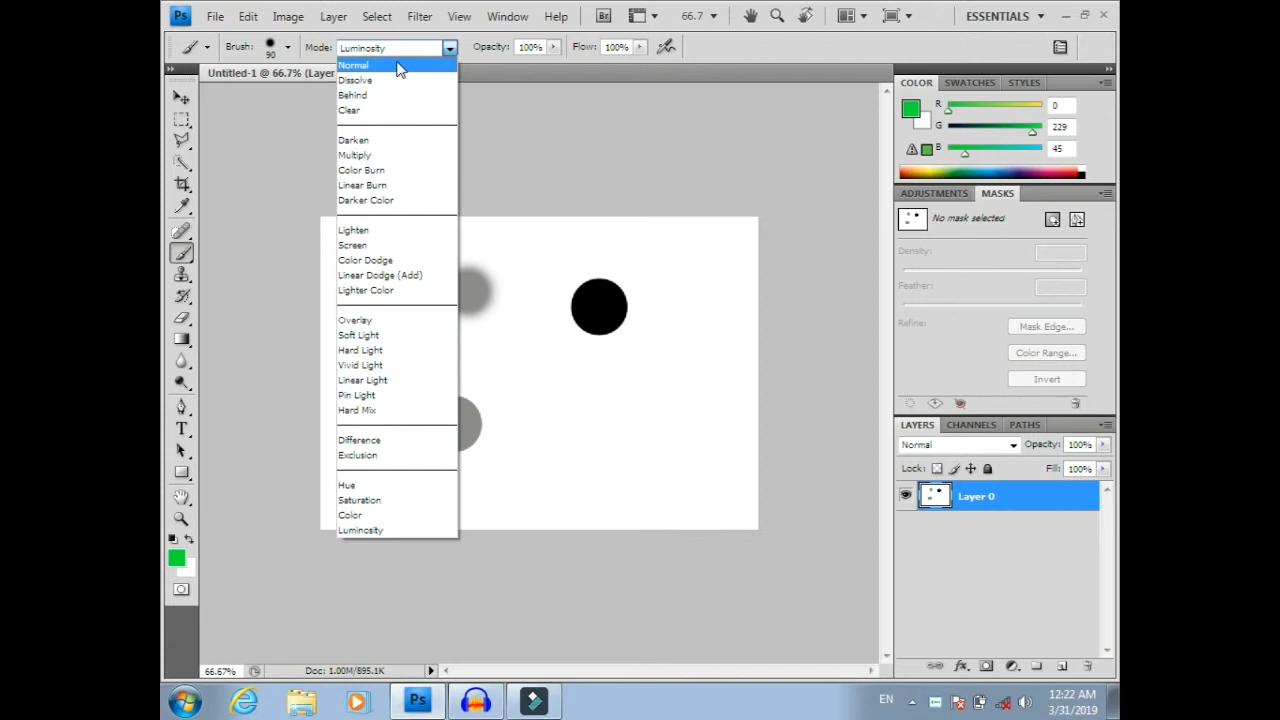 Ps File Edit Image Layer Select Filter View Window Help Br 66.7 ESSENTIALS
Brush: 90 Mode: Luminosity Opacity: 100% Flow: 100%
Untitled-1 @ 66.7% (Layer
Normal
Dissolve
Behind
Clear
Darken
Multiply
Color Burn
Linear Burn
Darker Color
Lighten
Screen
Color Dodge
Linear Dodge (Add)
Lighter Color
Overlay
Soft Light
Hard Light
Vivid Light
Linear Light
Pin Light
Hard Mix
Difference
Exclusion
Hue
Saturation
Color
Luminosity
COLOR SWATCHES STYLES
R 0
G 229
B 45
ADJUSTMENTS MASKS
No mask selected
Density:
Feather:
Refine: Mask Edge...
Color Range...
Invert
LAYERS CHANNELS PATHS
Normal Opacity: 100%
Lock: Fill: 100%
Layer 0
T
66.67% Doc: 1.00M/895.1K
Ps EN 12:22 AM
3/31/2019